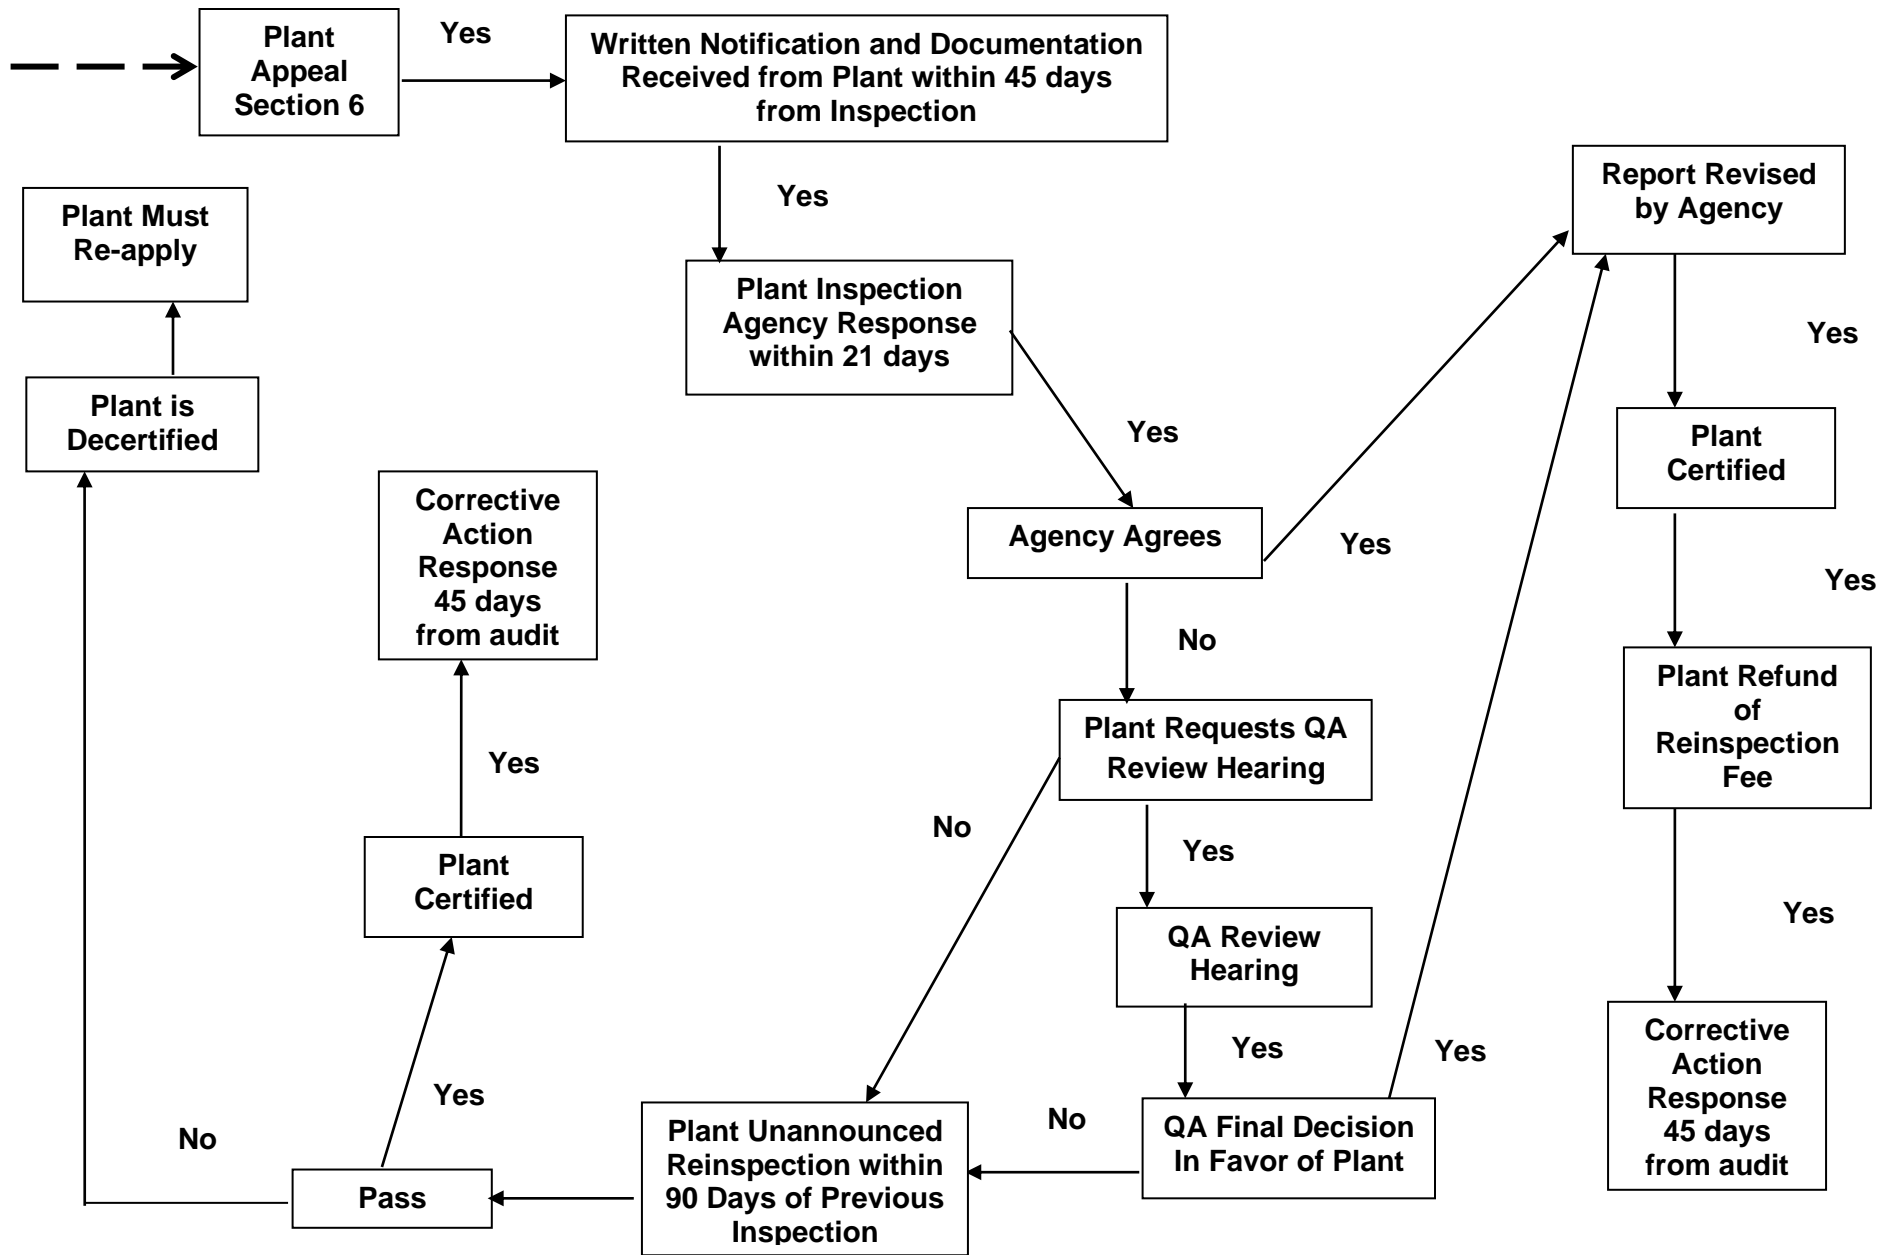 Plant
Appeal
Section 6
Yes
Written Notification and Documentation
Received from Plant within 45 days
from Inspection
Yes
Plant Inspection
Agency Response
within 21 days
Yes
Agency Agrees
Yes
No
Report Revised
by Agency
Yes
Plant
Certified
Yes
Plant Refund
of
Reinspection
Fee
Yes
Corrective
Action
Response
45 days
from audit
Plant Requests QA
Review Hearing
No
Yes
QA Review
Hearing
Yes
QA Final Decision
In Favor of Plant
Yes
No
Plant Unannounced
Reinspection within
90 Days of Previous
Inspection
Pass
Yes
No
Plant
Certified
Yes
Corrective
Action
Response
45 days
from audit
Plant is
Decertified
Plant Must
Re-apply